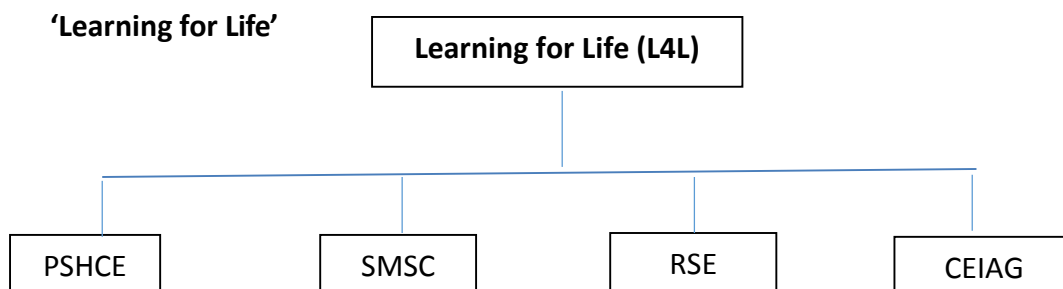 ‘Learning for Life’
Learning for Life (L4L)
PSHCE
SMSC
RSE
CEIAG